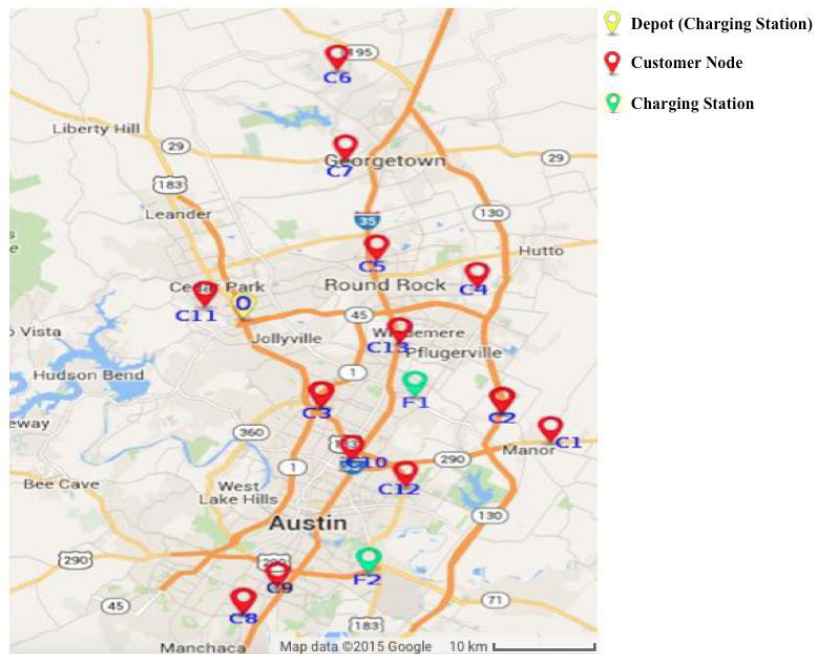 Depot (Charging Station)
Customer Node
Charging Station
195
C6
Liberty Hill
29
Georgetown
29
C7
183
Leander
130
35
Hutto
C5
Cedar Park
Round Rock
C4
C11
O
45
Vista
Jollyville
C13
Pflugerville
Hudson Bend
1
F1
C3
C2
360
C1
Manor
183
C10
290
1
Bee Cave
West
Lake Hills
C12
Austin
130
290
F2
C9
71
45
C8
183
Manchaca
Map data ©2015 Google
10 km